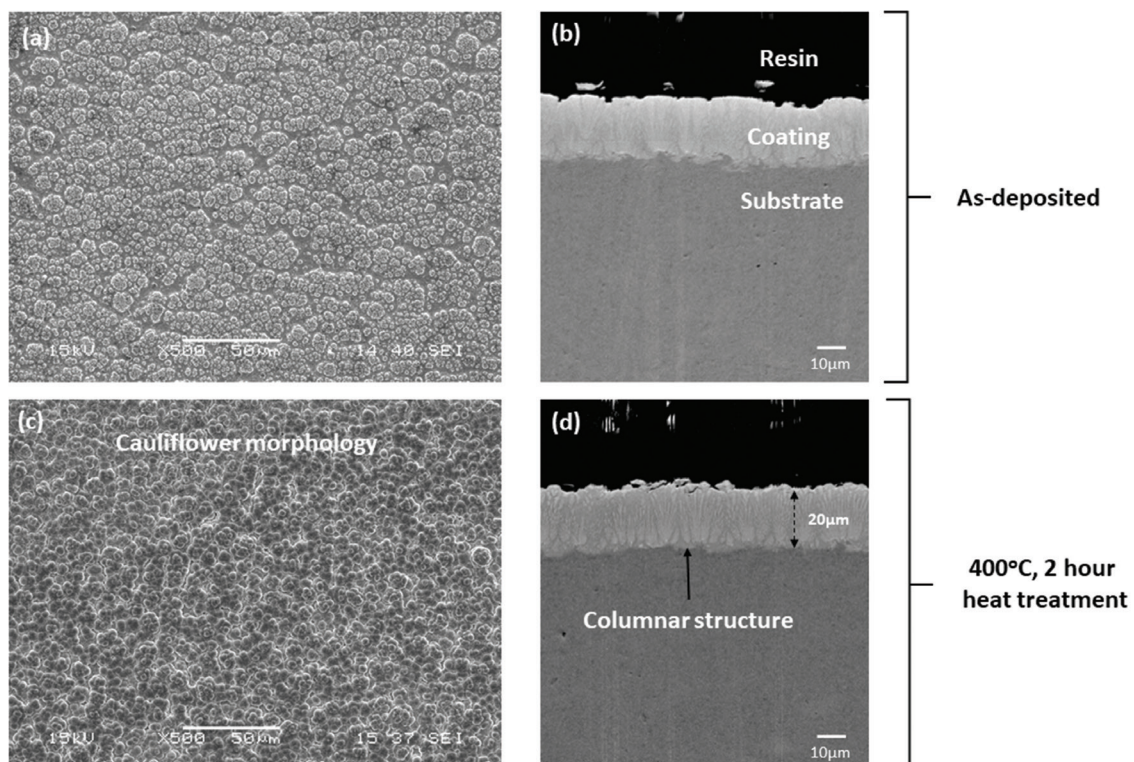 (a)
15kV X500 50µm 14 40 SEI
(b)
Resin
Coating
Substrate
10µm
As-deposited
(c)
Cauliflower morphology
15kV 50µm 15 37 SEI
(d)
20µm
Columnar structure
10µm
400°C, 2 hour
heat treatment